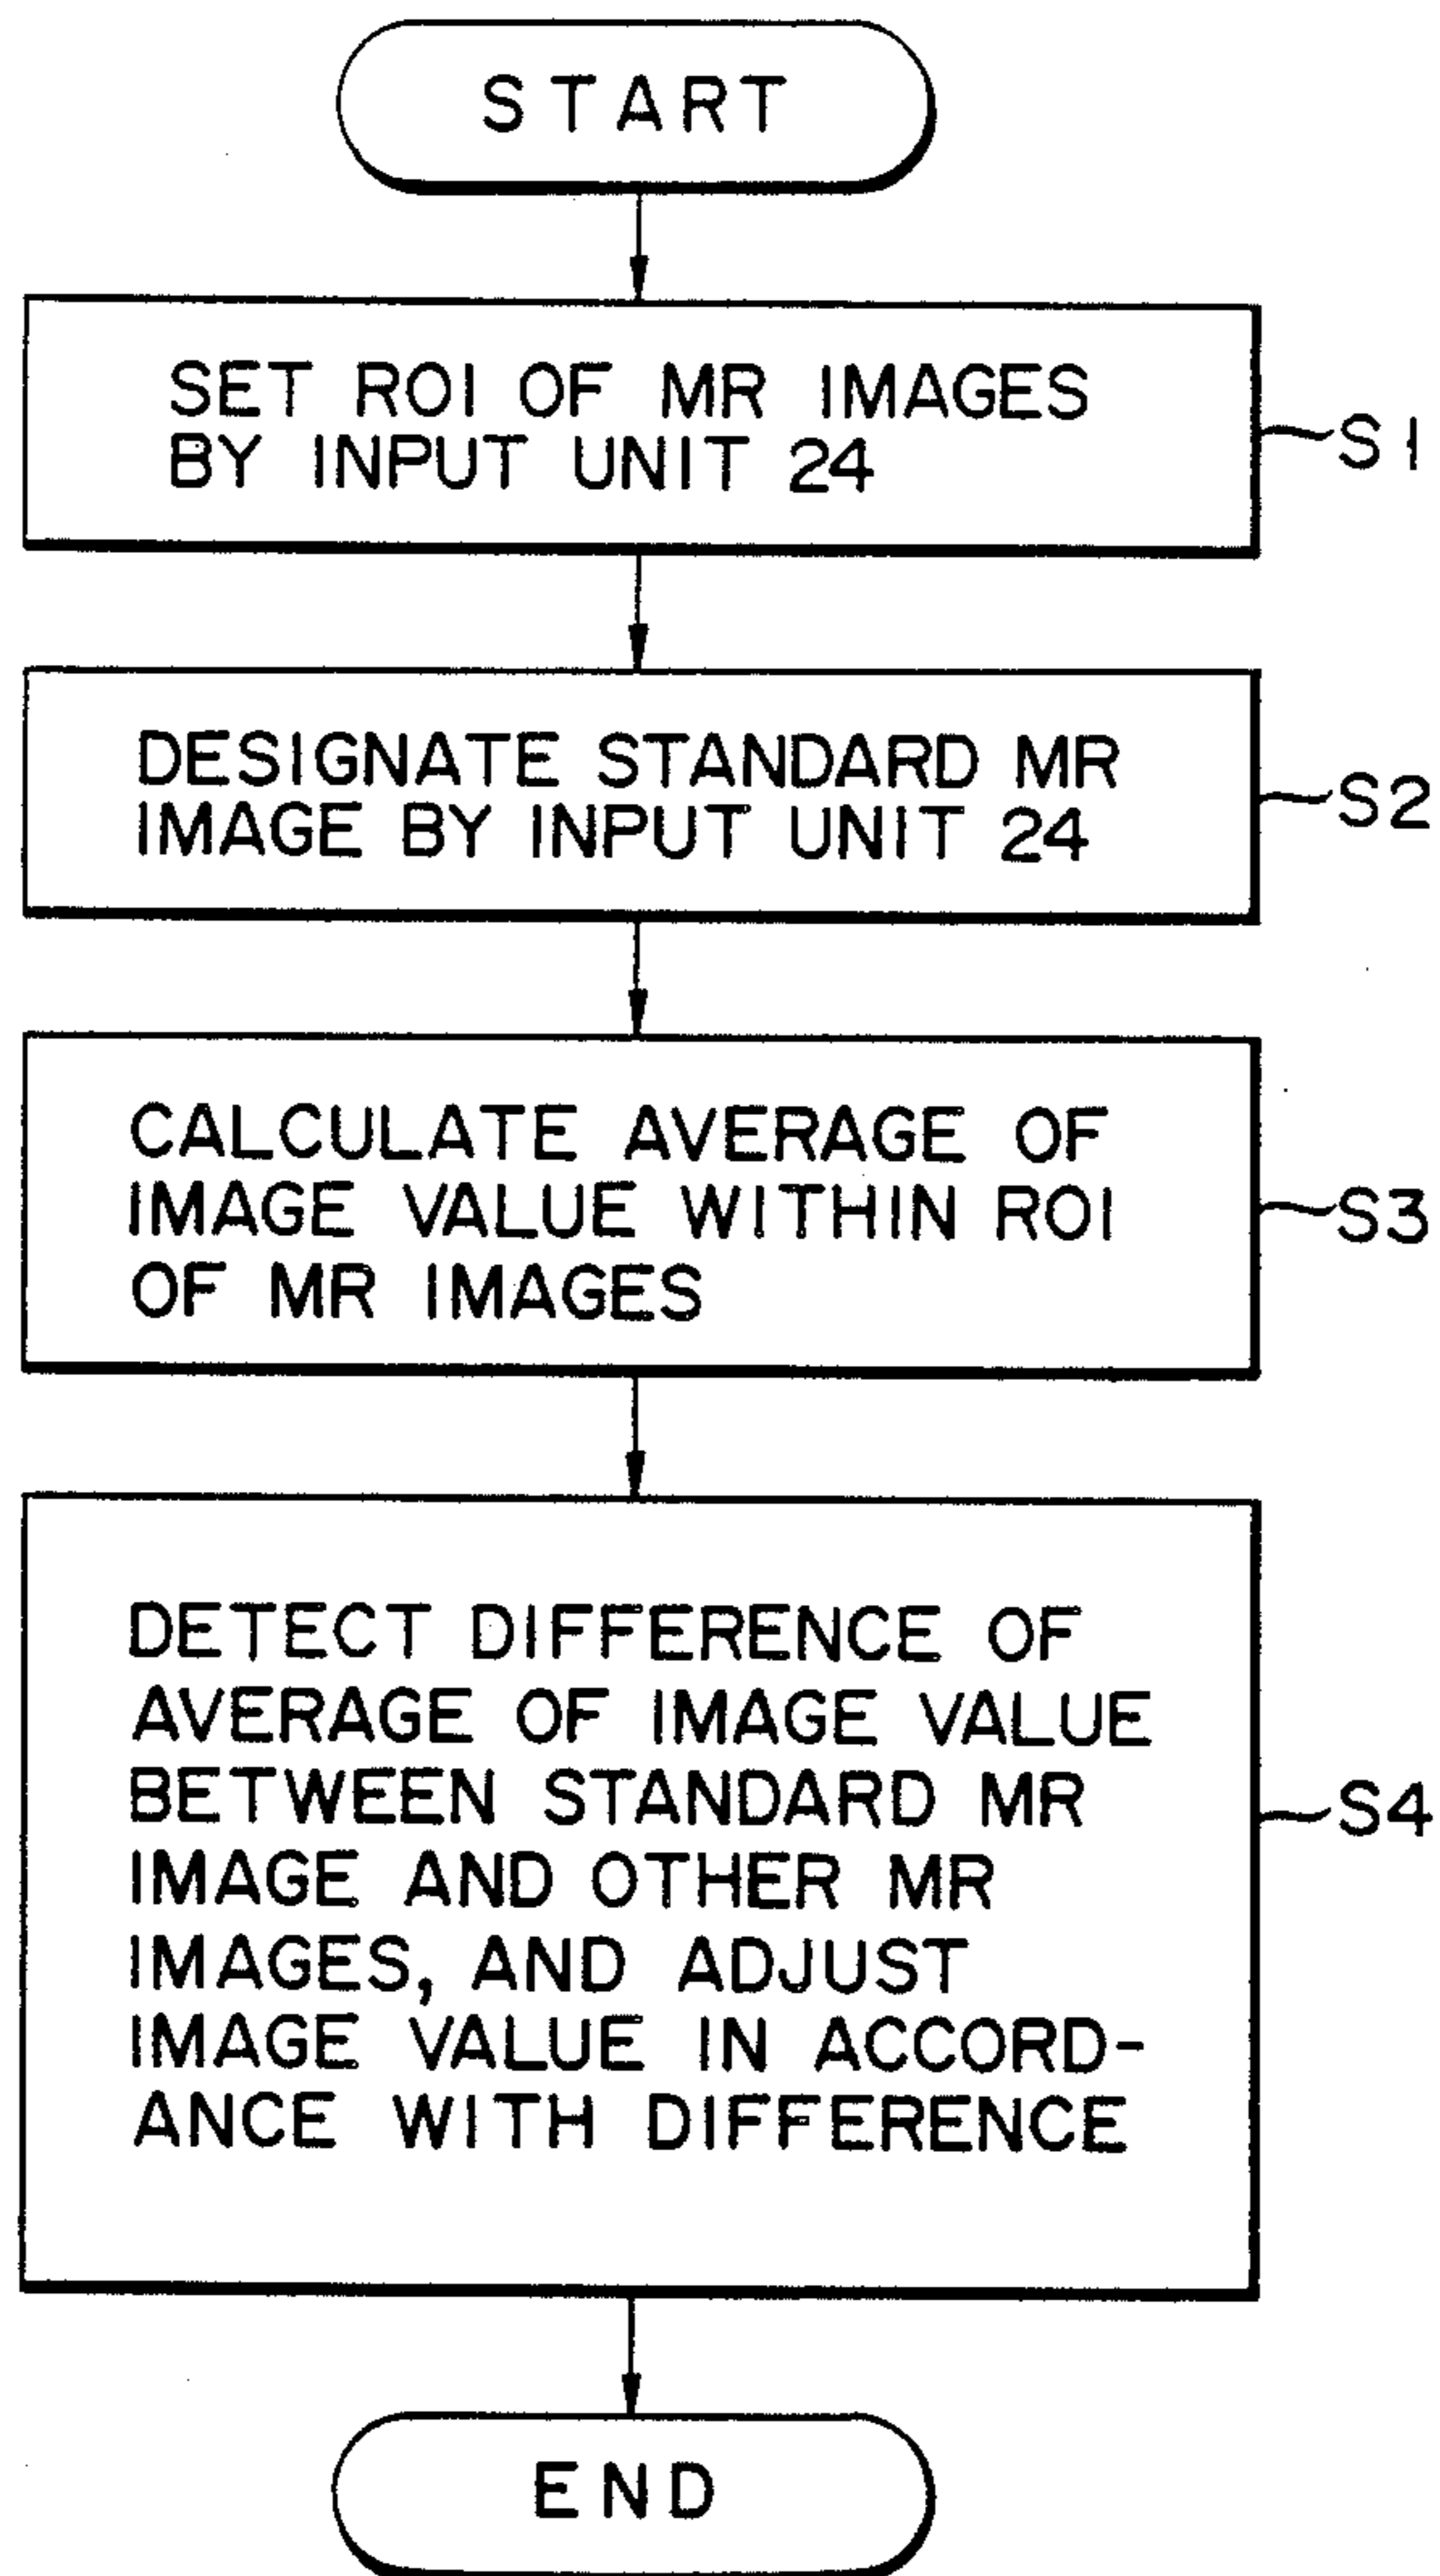 START
SET ROI OF MR IMAGES
BY INPUT UNIT 24
S1
DESIGNATE STANDARD MR
IMAGE BY INPUT UNIT 24
S2
CALCULATE AVERAGE OF
IMAGE VALUE WITHIN ROI
OF MR IMAGES
S3
DETECT DIFFERENCE OF
AVERAGE OF IMAGE VALUE
BETWEEN STANDARD MR
IMAGE AND OTHER MR
IMAGES, AND ADJUST
IMAGE VALUE IN ACCORD-
ANCE WITH DIFFERENCE
S4
END